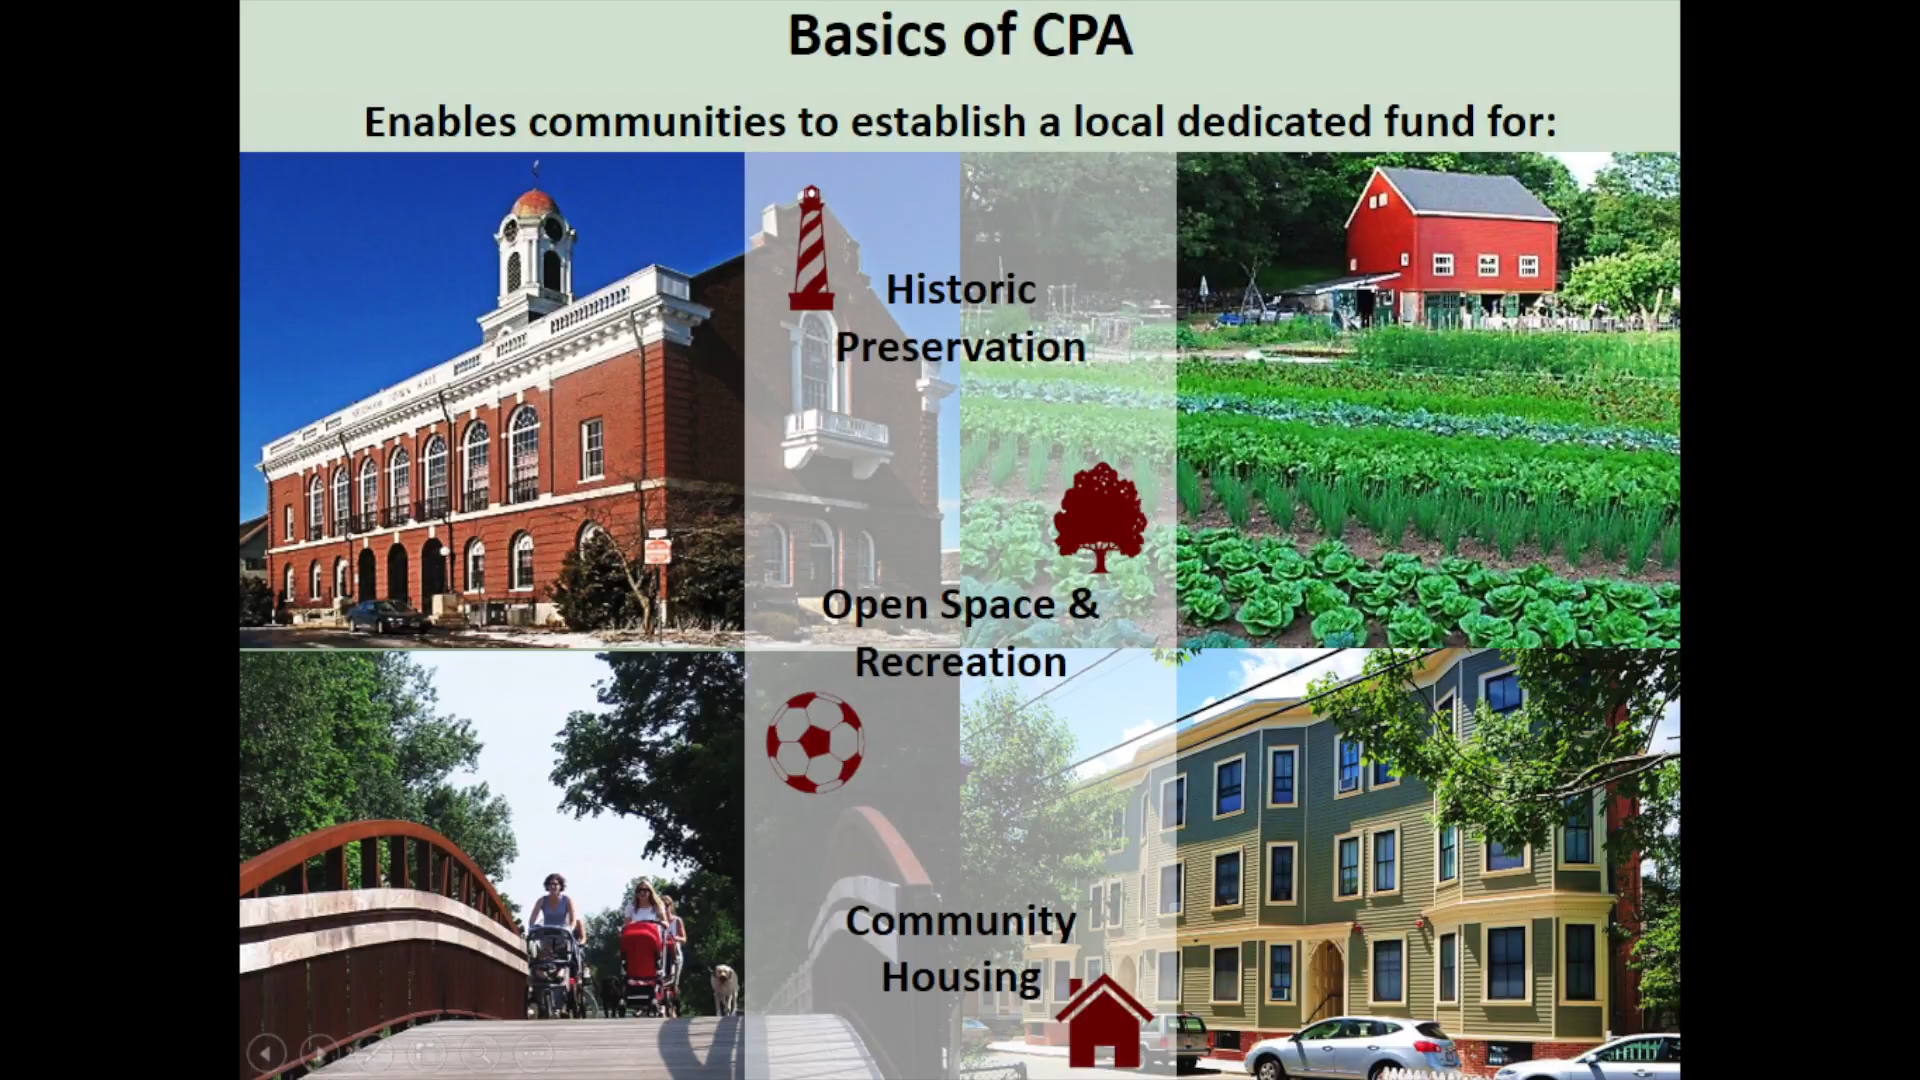 Basics of CPA
Enables communities to establish a local dedicated fund for:
Historic
Preservation
Open Space &
Recreation
Community
Housing